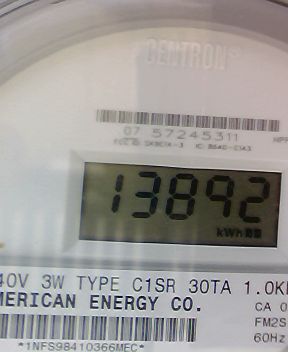 CENTRON®
07 57245311
13892
kWh
40V 3W TYPE C1SR 30TA 1.0K
MERICAN ENERGY CO.
CA 0
FM2S
60Hz
*1NFS98410366MEC*